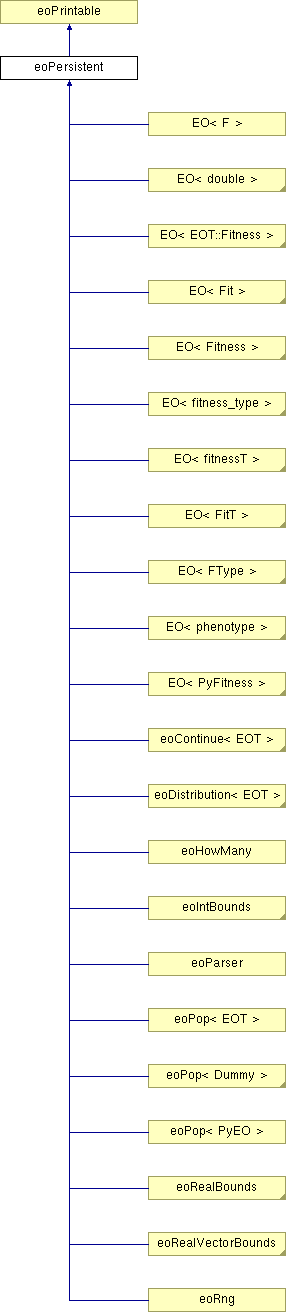 eoPrintable
eoPersistent
EO< F >
EO< double >
EO< EOT::Fitness >
EO< Fit >
EO< Fitness >
EO< fitness_type >
EO< fitnessT >
EO< FitT >
EO< FType >
EO< phenotype >
EO< PyFitness >
eoContinue< EOT >
eoDistribution< EOT >
eoHowMany
eoIntBounds
eoParser
eoPop< EOT >
eoPop< Dummy >
eoPop< PyEO >
eoRealBounds
eoRealVectorBounds
eoRng